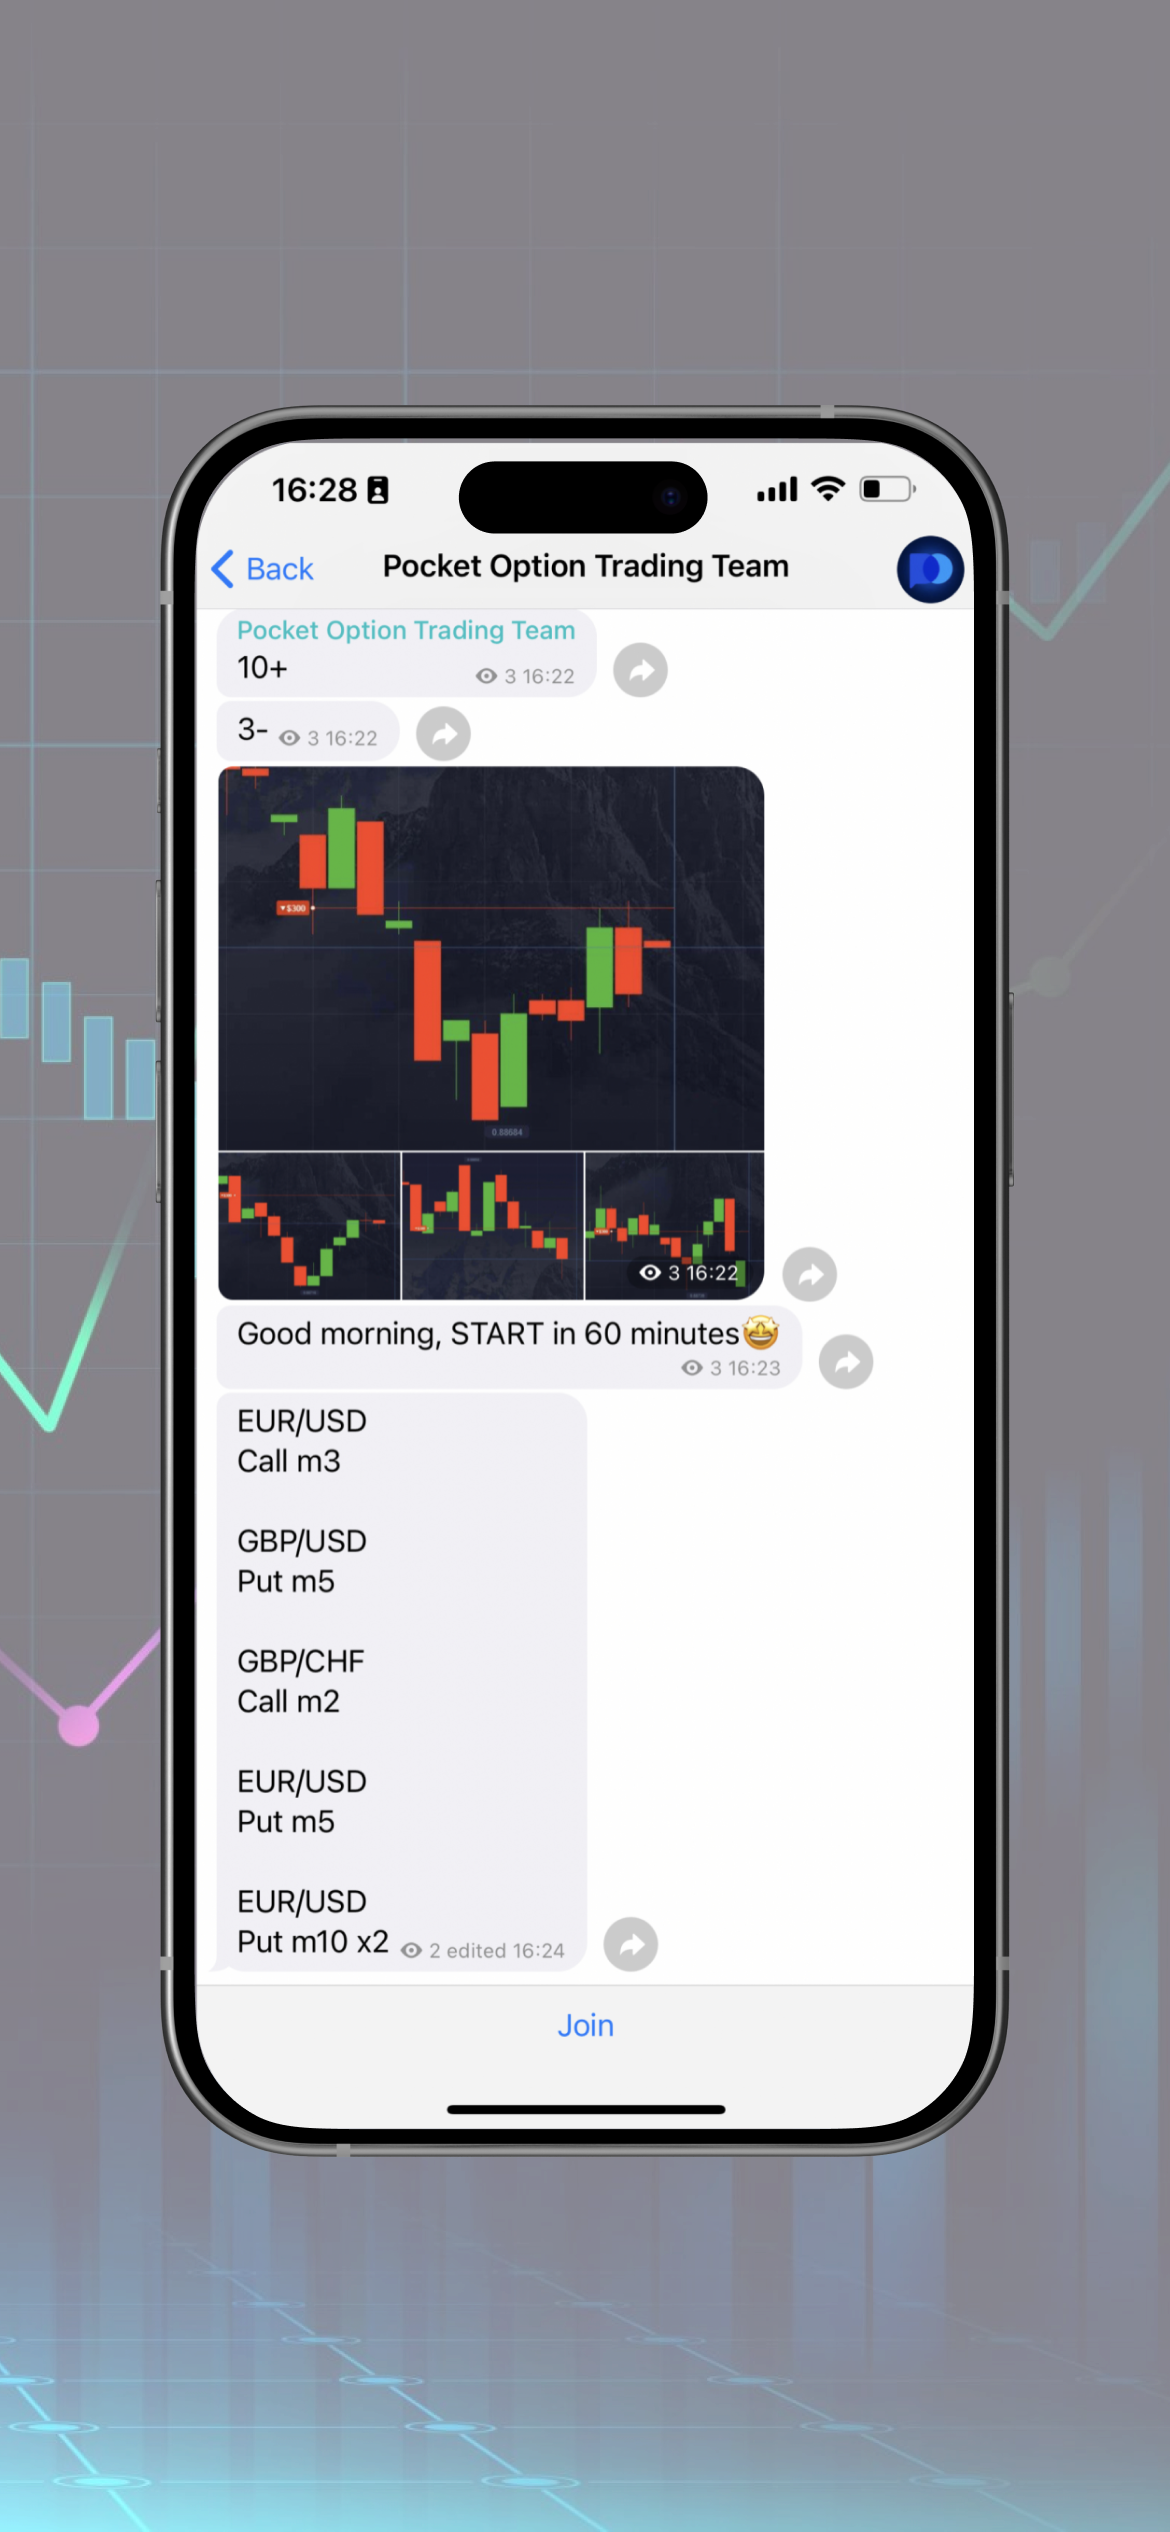 16:28
Back
Pocket Option Trading Team
Pocket Option Trading Team
10+
3 16:22
3-
3 16:22
$300
0.88684
3 16:22
Good morning, START in 60 minutes🤩
3 16:23
EUR/USD
Call m3
GBP/USD
Put m5
GBP/CHF
Call m2
EUR/USD
Put m5
EUR/USD
Put m10 x2
2 edited 16:24
Join